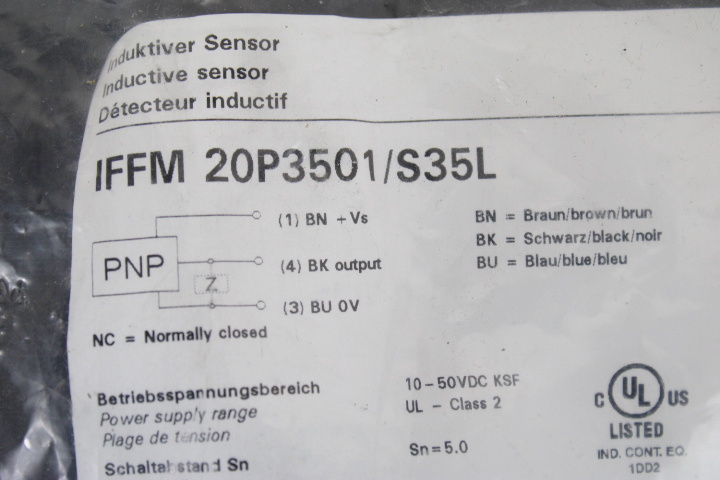 Induktiver Sensor
Inductive sensor
Détecteur inductif
IFFM 20P3501/S35L
(1) BN +Vs
BN = Braun/brown/brun
PNP
(4) BK output
BK = Schwarz/black/noir
Z
BU = Blau/blue/bleu
(3) BU 0V
NC = Normally closed
Betriebsspannungsbereich
10-50VDC KSF
Power supply range
UL - Class 2
Plage de tension
Schaltabstand Sn
Sn=5.0
C UL US
LISTED
IND. CONT. EQ.
1DD2